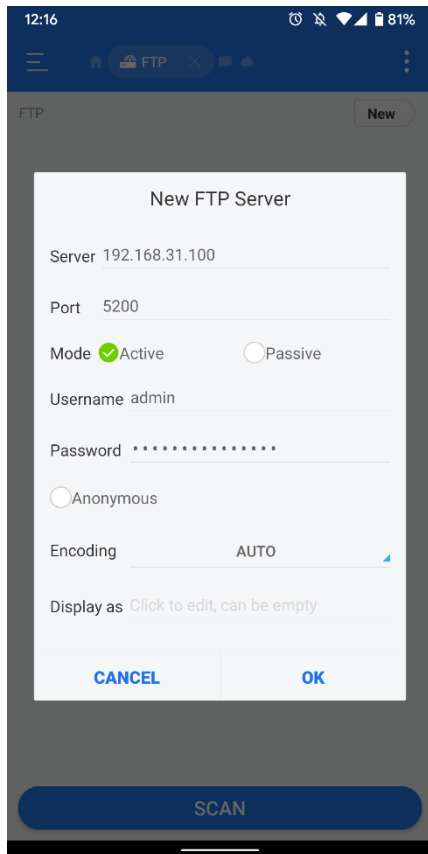 12:16 81%
FTP
FTP New
New FTP Server
Server 192.168.31.100
Port 5200
Mode Active Passive
Username admin
Password ···············
Anonymous
Encoding AUTO
Display as Click to edit, can be empty
CANCEL OK
SCAN